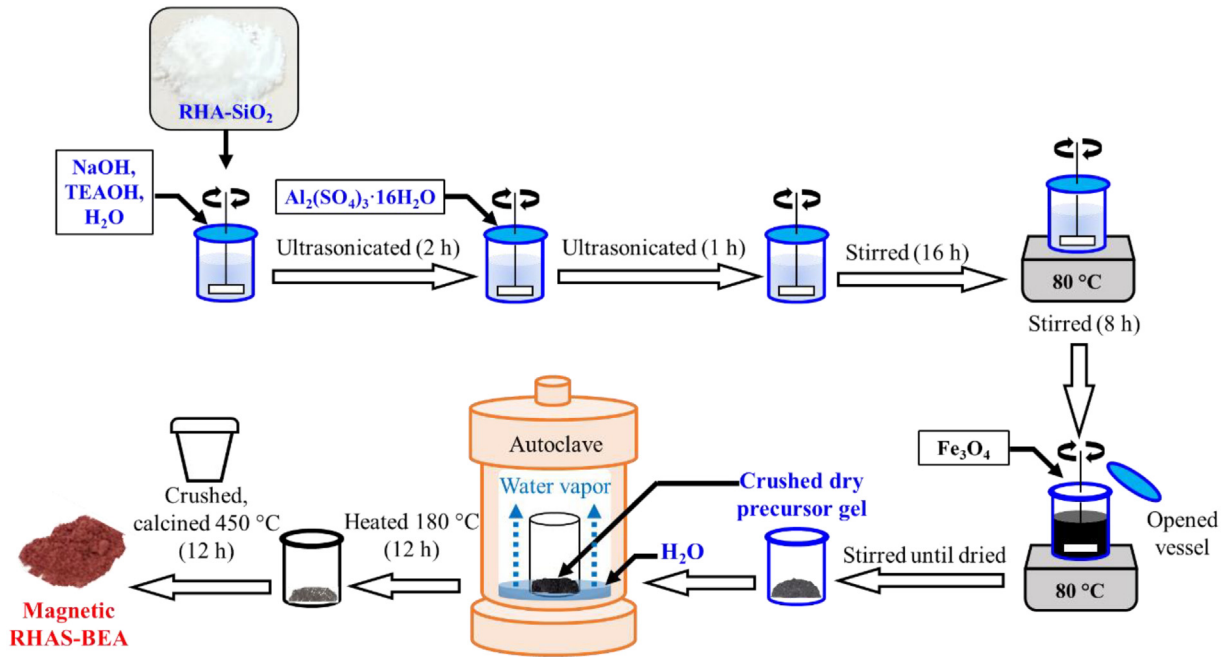 RHA-SiO₂
NaOH,
TEAOH,
H₂O
Ultrasonicated (2 h)
Al₂(SO₄)₃·16H₂O
Ultrasonicated (1 h)
Stirred (16 h)
80 °C
Stirred (8 h)
Fe₃O₄
Opened
vessel
80 °C
Stirred until dried
Crushed dry
precursor gel
H₂O
Autoclave
Water vapor
Heated 180 °C
(12 h)
Crushed,
calcined 450 °C
(12 h)
Magnetic
RHAS-BEA